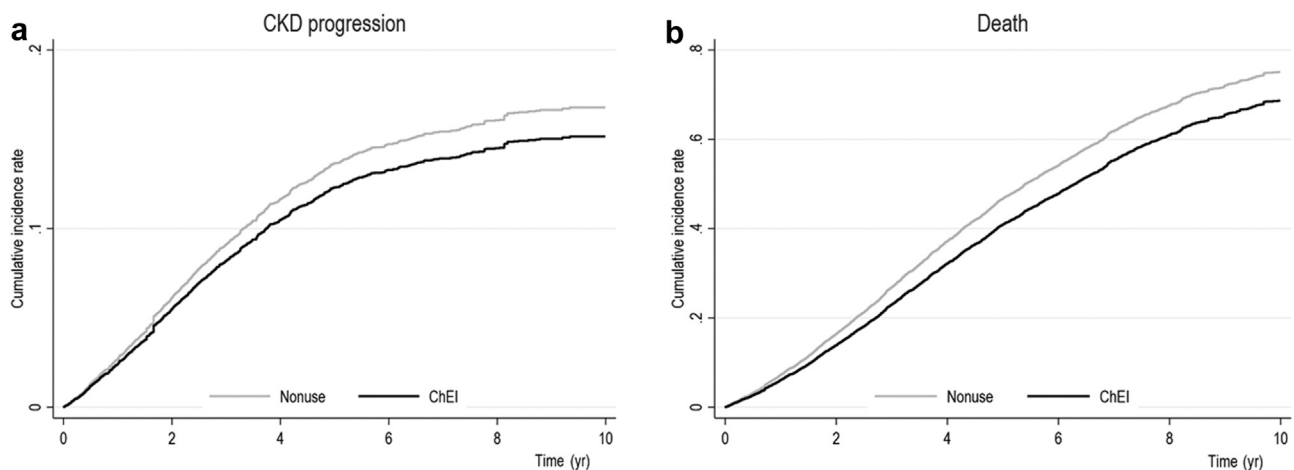 a
CKD progression
Cumulative incidence rate
.2
.1
0
Nonuse
ChEI
0 2 4 6 8 10
Time (yr)
b
Death
Cumulative incidence rate
.8
.6
.4
.2
0
Nonuse
ChEI
0 2 4 6 8 10
Time (yr)